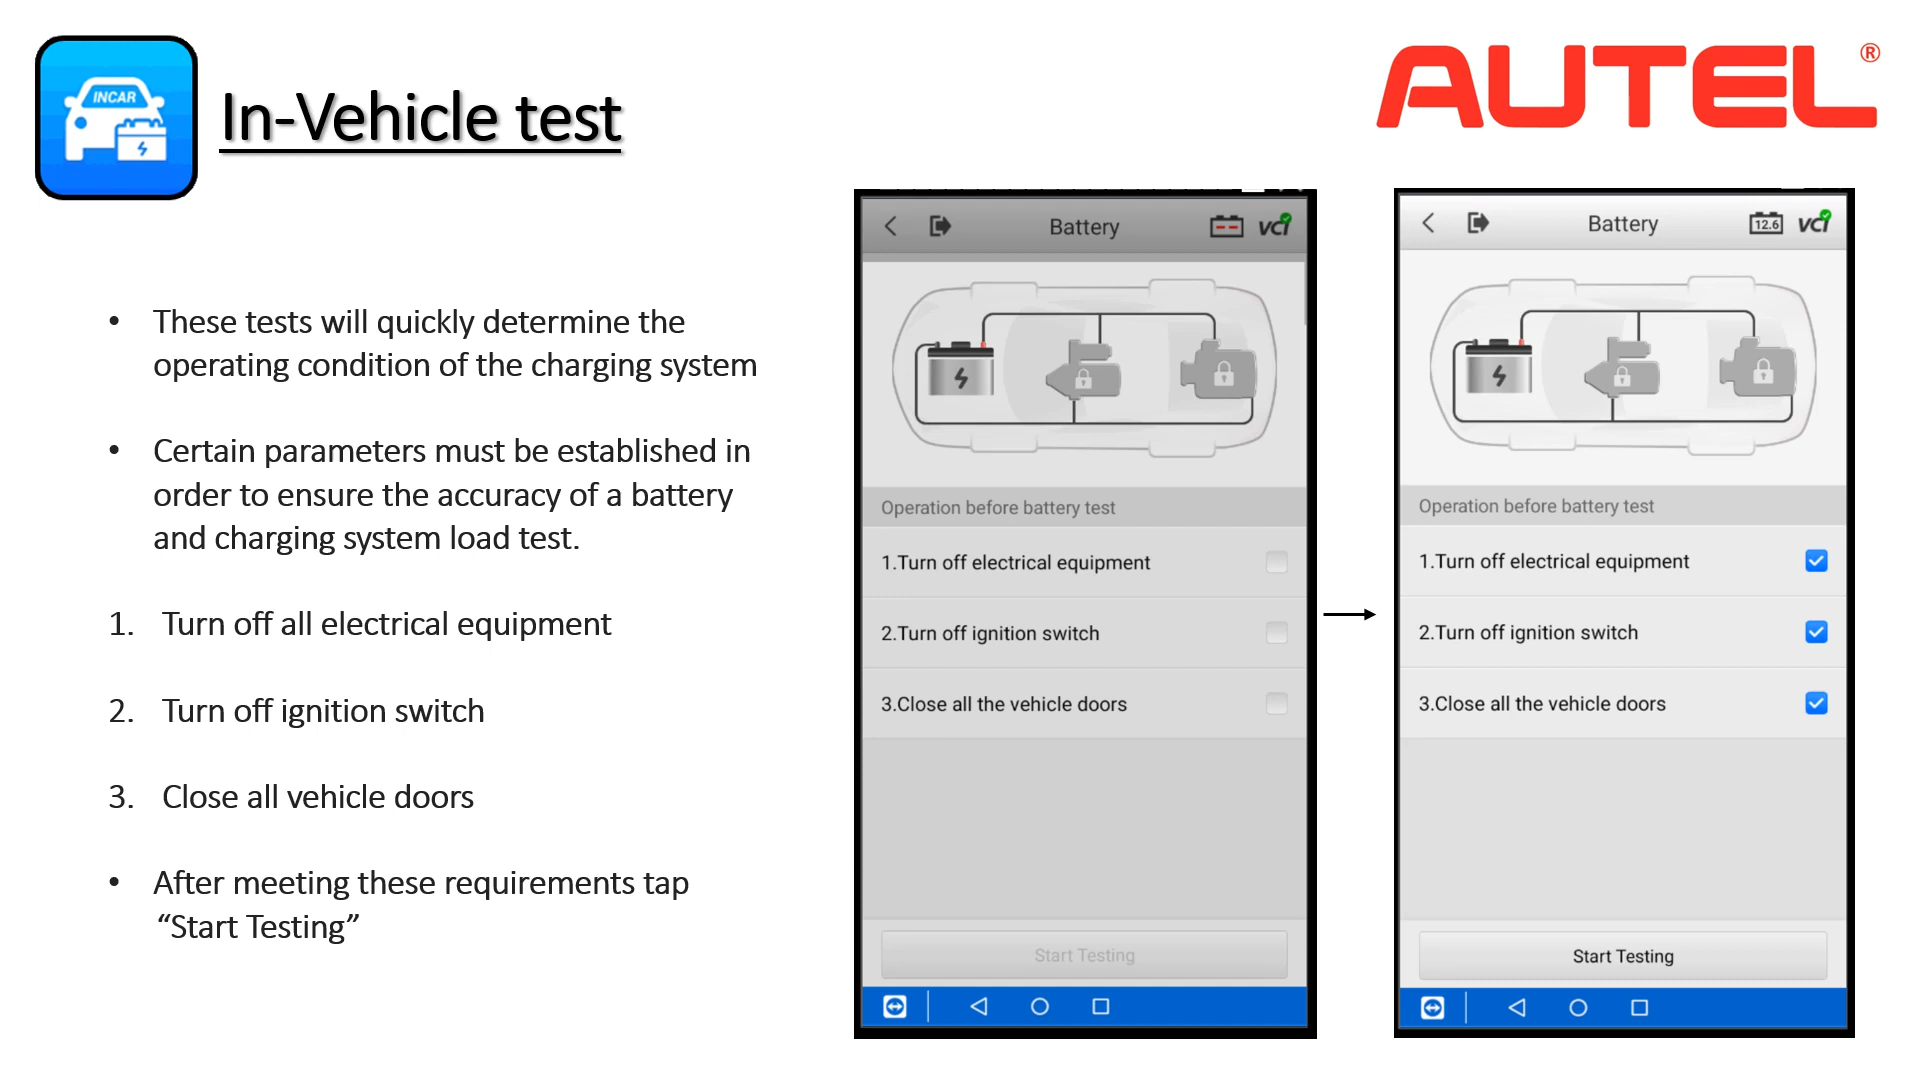 INCAR
In-Vehicle test
AUTEL®
• These tests will quickly determine the
operating condition of the charging system
• Certain parameters must be established in
order to ensure the accuracy of a battery
and charging system load test.
1. Turn off all electrical equipment
2. Turn off ignition switch
3. Close all vehicle doors
• After meeting these requirements tap
“Start Testing”
Battery
VCI
Operation before battery test
1.Turn off electrical equipment
2.Turn off ignition switch
3.Close all the vehicle doors
Start Testing
Battery
12.6
VCI
Operation before battery test
1.Turn off electrical equipment
2.Turn off ignition switch
3.Close all the vehicle doors
Start Testing